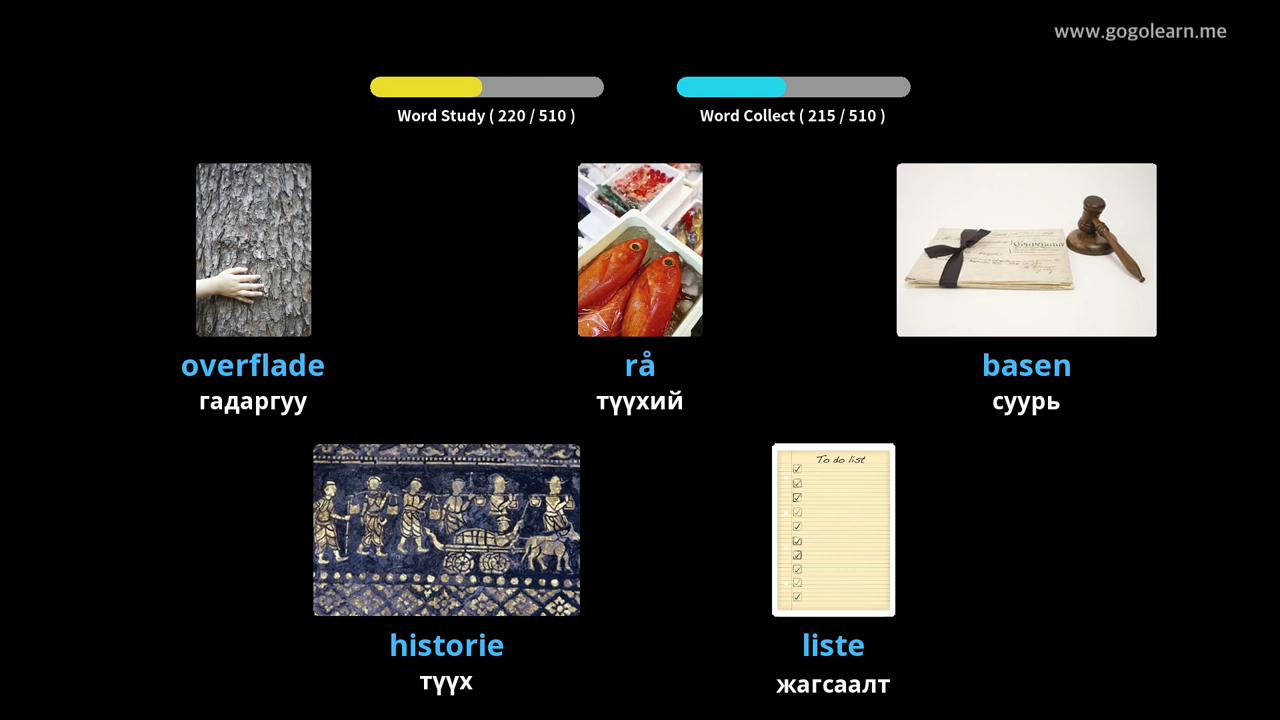 www.gogolearn.me
Word Study ( 220 / 510 )
Word Collect ( 215 / 510 )
overflade
гадаргуу
rå
түүхий
basen
суурь
To do list
historie
түүх
liste
жагсаалт